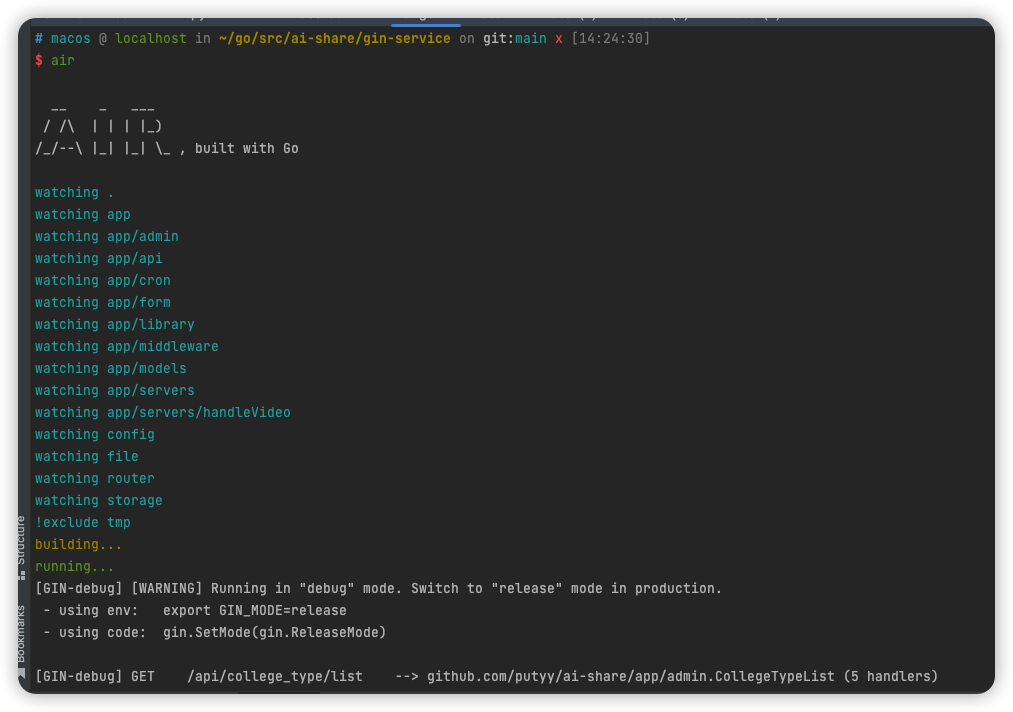 # macos @ localhost in ~/go/src/ai-share/gin-service on git:main x [14:24:30]
$ air
  __    _   ___
 / /\  | | | |_)
/_/--\ |_| |_| \_ , built with Go
watching .
watching app
watching app/admin
watching app/api
watching app/cron
watching app/form
watching app/library
watching app/middleware
watching app/models
watching app/servers
watching app/servers/handleVideo
watching config
watching file
watching router
watching storage
!exclude tmp
building...
running...
[GIN-debug] [WARNING] Running in "debug" mode. Switch to "release" mode in production.
 - using env:   export GIN_MODE=release
 - using code:  gin.SetMode(gin.ReleaseMode)
[GIN-debug] GET    /api/college_type/list    --> github.com/putyy/ai-share/app/admin.CollegeTypeList (5 handlers)
Structure
Bookmarks